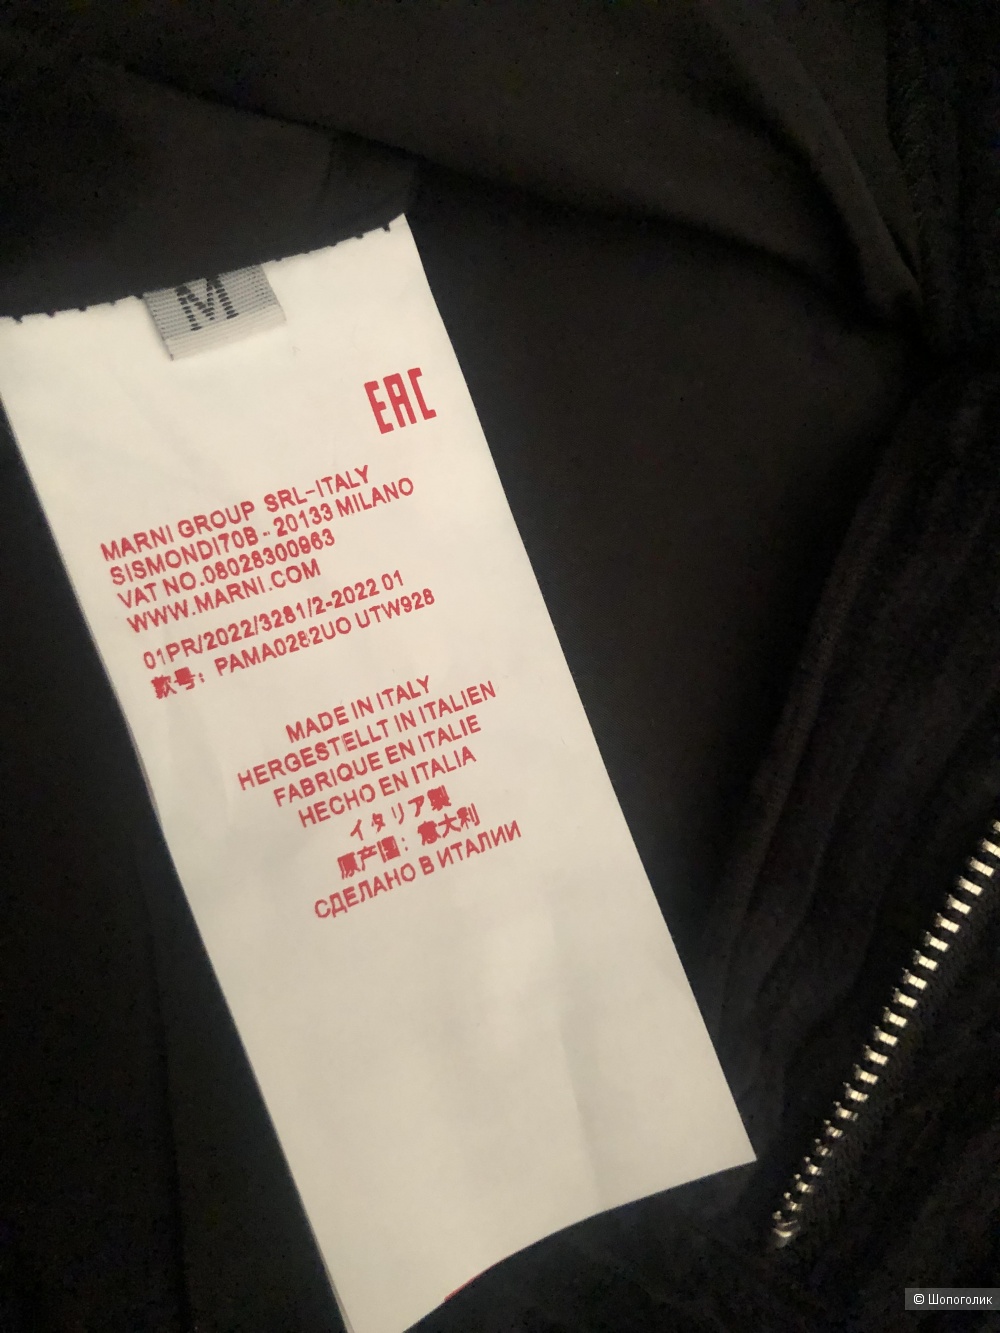 M
EAC
MARNI GROUP SRL-ITALY
SISMONDI70B - 20133 MILANO
VAT NO.08028300963
WWW.MARNI.COM
01PR/2022/3281/2-2022 01
款号: PAMA0282UO UTW928
MADE IN ITALY
HERGESTELLT IN ITALIEN
FABRIQUE EN ITALIE
HECHO EN ITALIA
イタリア製
原产国: 意大利
СДЕЛАНО В ИТАЛИИ
© Шопоголик